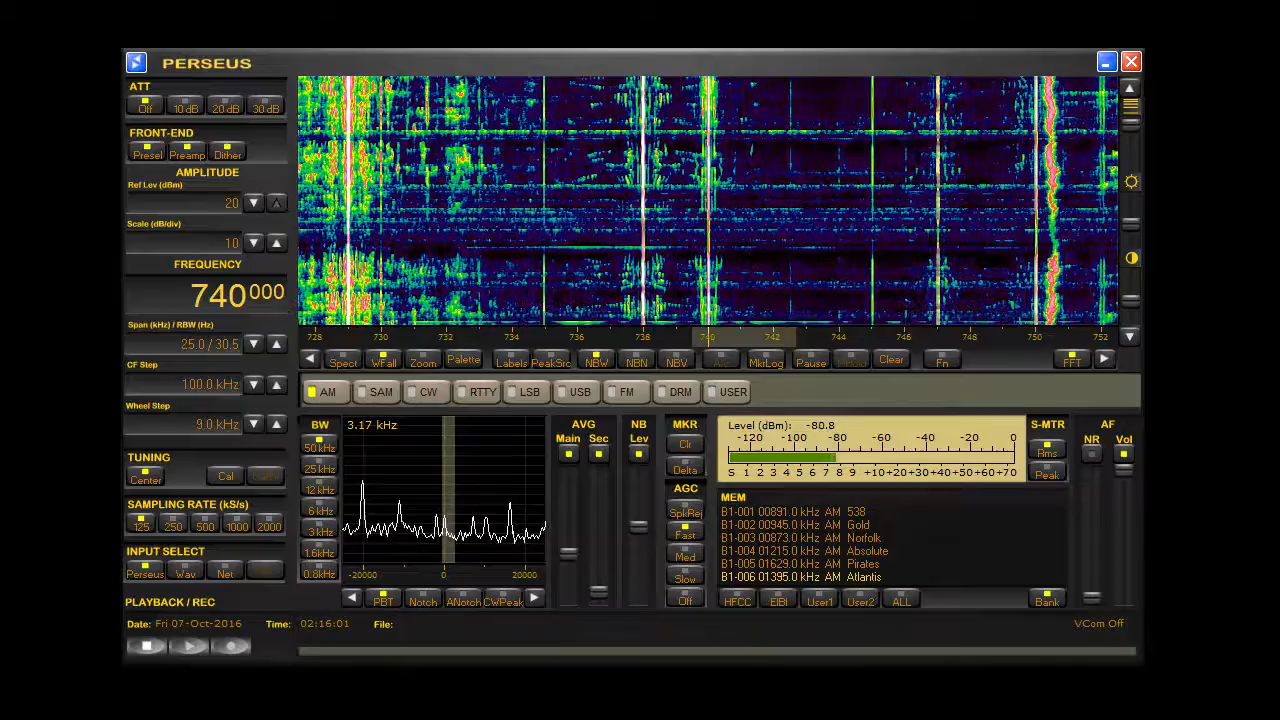 PERSEUS
ATT
Off 10 dB 20 dB 30 dB
FRONT-END
Presel Preamp Dither
AMPLITUDE
Ref Lev (dBm)
20
Scale (dB/div)
10
FREQUENCY
740000
Span (kHz) / RBW (Hz)
25.0 / 30.5
CF Step
100.0 kHz
Wheel Step
9.0 kHz
TUNING
Center Cal
SAMPLING RATE (kS/s)
125 250 500 1000 2000
INPUT SELECT
Perseus Wav Net
PLAYBACK / REC
728 730 732 734 736 738 740 742 744 746 748 750 752
Spect WFall Zoom Palette Labels PeakSrc NBW NBN NBV MkrLog Pause Clear Fn FFT
AM SAM CW RTTY LSB USB FM DRM USER
BW
50 kHz
25 kHz
12 kHz
6 kHz
3 kHz
1.6kHz
0.8kHz
3.17 kHz
-20000 0 20000
PBT Notch ANotch CWPeak
AVG
Main Sec
NB
Lev
MKR
Clr
Delta
AGC
SpkRej
Fast
Med
Slow
Off
Level (dBm): -80.8
-120 -100 -80 -60 -40 -20 0
S 1 2 3 4 5 6 7 8 +10+20+30+40+50+60+70
S-MTR
Rms
Peak
AF
NR Vol
MEM
B1-001 00891.0 kHz AM 538
B1-002 00945.0 kHz AM Gold
B1-003 00873.0 kHz AM Norfolk
B1-004 01215.0 kHz AM Absolute
B1-005 01629.0 kHz AM Pirates
B1-006 01395.0 kHz AM Atlantis
HFCC EIBI User1 User2 ALL Bank
Date: Fri 07-Oct-2016 Time: 02:16:01 File: VCom Off